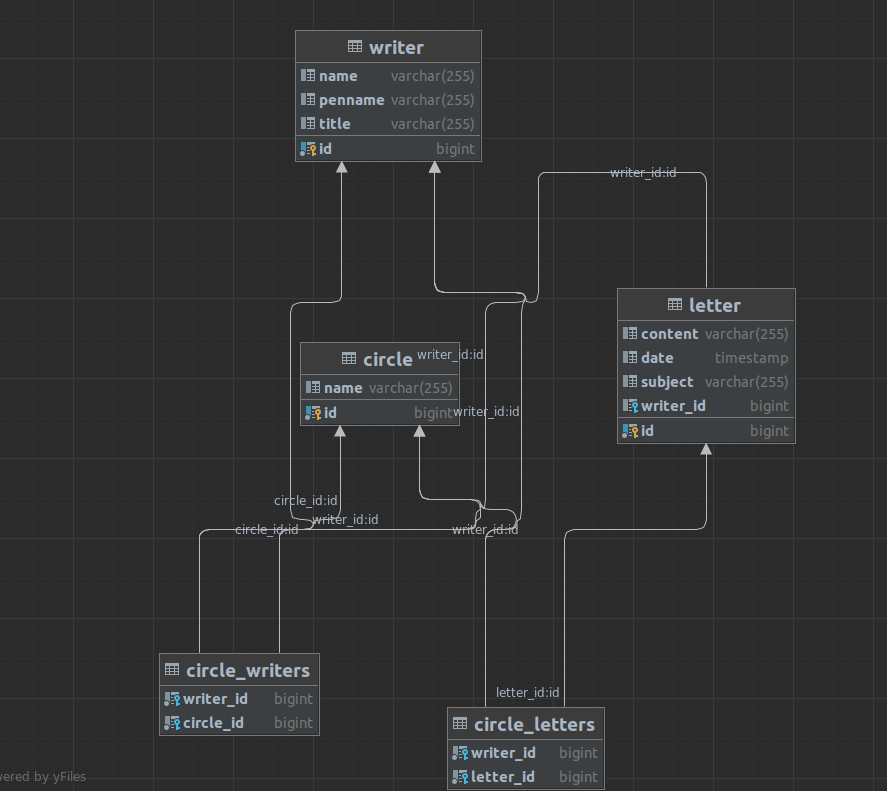 writer
name varchar(255)
penname varchar(255)
title varchar(255)
id bigint
writer_id:id
letter
content varchar(255)
date timestamp
subject varchar(255)
writer_id bigint
id bigint
circle
writer_id:id
name varchar(255)
id bigint
writer_id:id
circle_id:id
writer_id:id
circle_id:id
writer_id:id
circle_writers
writer_id bigint
circle_id bigint
letter_id:id
circle_letters
writer_id bigint
letter_id bigint
ered by yFiles